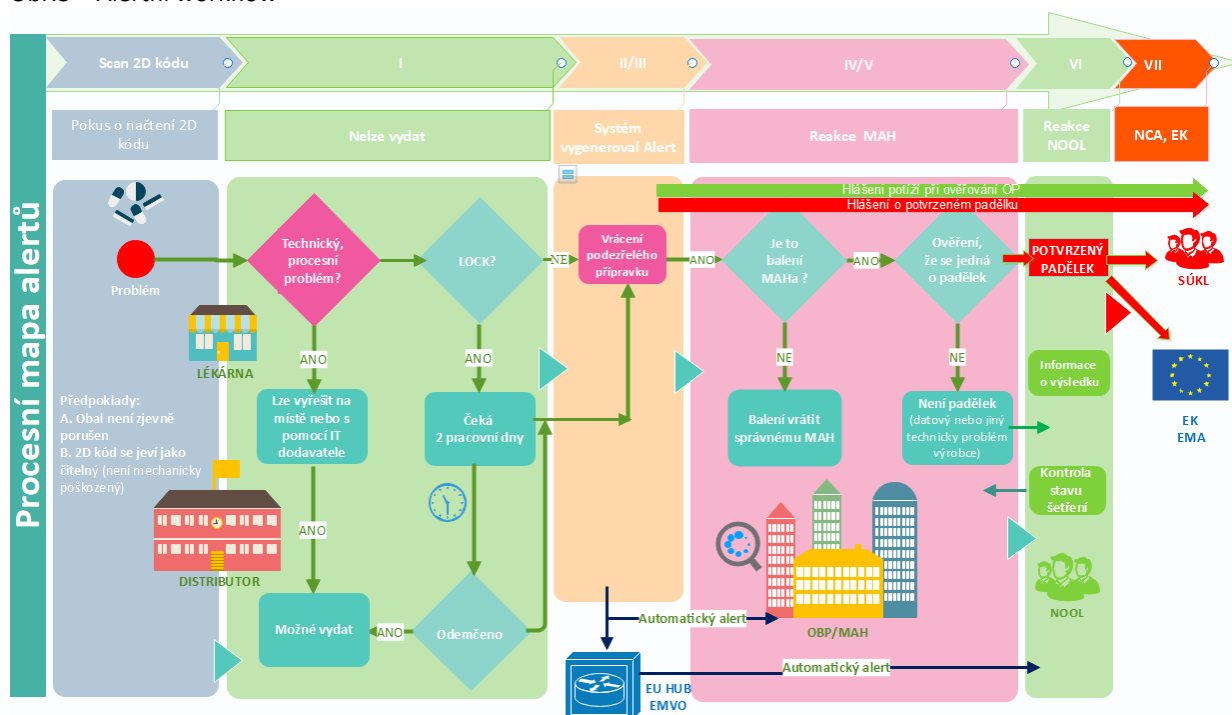 Procesní mapa alertů
Scan 2D kódu
I
II/III
IV/V
VI
VII
Pokus o načtení 2D
kódu
Nelze vydat
Systém
vygeneroval Alert
Reakce MAH
Reakce
NOOL
NCA, EK
Hlášení potíží při ověřování OP
Hlášení o potvrzeném padělku
Problém
LÉKÁRNA
Předpoklady:
A. Obal není zjevně
porušen
B. 2D kód se jeví jako
čitelný (není mechanicky
poškozený)
DISTRIBUTOR
Technický,
procesní
problém?
ANO
Lze vyřešit na
místě nebo s
pomocí IT
dodavatele
ANO
Možné vydat
LOCK?
NE
ANO
Čeká
2 pracovní dny
Odemčeno
ANO
Vrácení
podezřelého
přípravku
ANO
Je to
balení
MAHa ?
ANO
NE
Balení vrátit
správnému MAH
Ověření,
že se jedná
o padělek
NE
Není padělek
(datový nebo jiný
technicky problém
výrobce)
OBP/MAH
Automatický alert
EU HUB
EMVO
Automatický alert
POTVRZENÝ
PADĚLEK
Informace
o výsledku
Kontrola
stavu
šetření
NOOL
SÚKL
EK
EMA